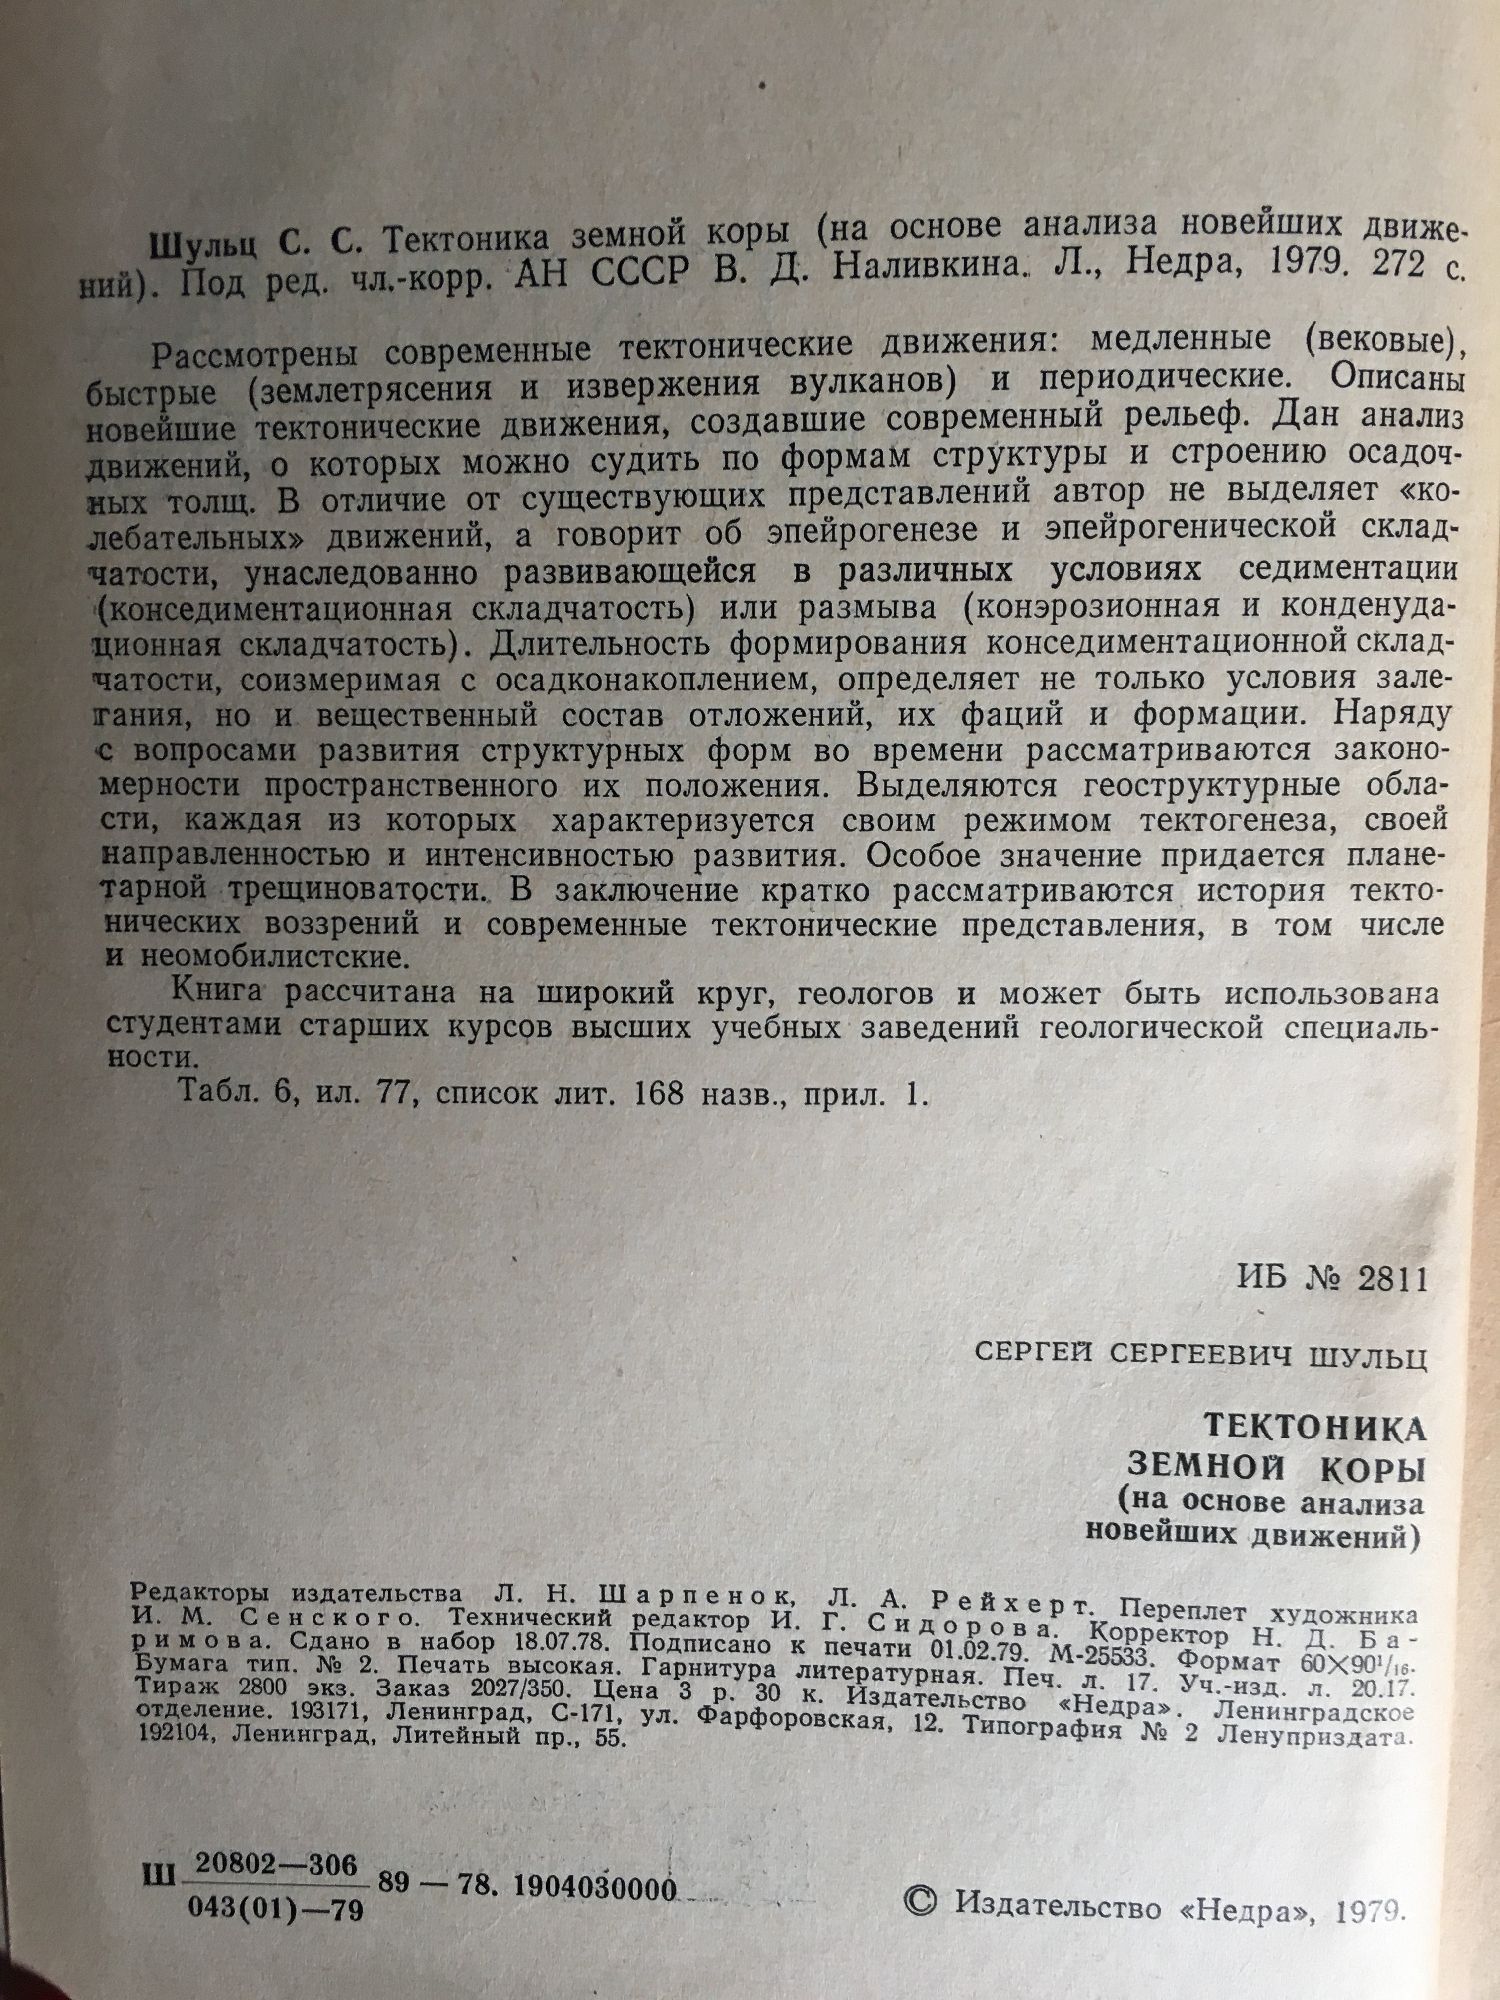 Шульц С. С. Тектоника земной коры (на основе анализа новейших движе-
ний). Под ред. чл.-корр. АН СССР В. Д. Наливкина. Л., Недра, 1979. 272 с.
Рассмотрены современные тектонические движения: медленные (вековые),
быстрые (землетрясения и извержения вулканов) и периодические. Описаны
новейшие тектонические движения, создавшие современный рельеф. Дан анализ
движений, о которых можно судить по формам структуры и строению осадоч-
ных толщ. В отличие от существующих представлений автор не выделяет «ко-
лебательных» движений, а говорит об эпейрогенезе и эпейрогенической склад-
чатости, унаследованно развивающейся в различных условиях седиментации
(конседиментационная складчатость) или размыва (конэрозионная и конденуда-
ционная складчатость). Длительность формирования конседиментационной склад-
чатости, соизмеримая с осадконакоплением, определяет не только условия зале-
гания, но и вещественный состав отложений, их фаций и формации. Наряду
с вопросами развития структурных форм во времени рассматриваются законо-
мерности пространственного их положения. Выделяются геоструктурные обла-
сти, каждая из которых характеризуется своим режимом тектогенеза, своей
направленностью и интенсивностью развития. Особое значение придается плане-
тарной трещиноватости. В заключение кратко рассматриваются история текто-
нических воззрений и современные тектонические представления, в том числе
и неомобилистские.
Книга рассчитана на широкий круг, геологов и может быть использована
студентами старших курсов высших учебных заведений геологической специаль-
ности.
Табл. 6, ил. 77, список лит. 168 назв., прил. 1.
ИБ № 2811
СЕРГЕЙ СЕРГЕЕВИЧ ШУЛЬЦ
ТЕКТОНИКА
ЗЕМНОЙ КОРЫ
(на основе анализа
новейших движений)
Редакторы издательства Л. Н. Шарпенок, Л. А. Рейхерт. Переплет художника
И. М. Сенского. Технический редактор И. Г. Сидорова. Корректор Н. Д. Ба-
римова. Сдано в набор 18.07.78. Подписано к печати 01.02.79. М-25533. Формат 60×90¹/₁₆.
Бумага тип. № 2. Печать высокая. Гарнитура литературная. Печ. л. 17. Уч.-изд. л. 20.17.
Тираж 2800 экз. Заказ 2027/350. Цена 3 р. 30 к. Издательство «Недра». Ленинградское
отделение. 193171, Ленинград, С-171, ул. Фарфоровская, 12. Типография № 2 Ленуприздата.
192104, Ленинград, Литейный пр., 55.
Ш 20802—306
043(01)—79 89 — 78. 1904030000
© Издательство «Недра», 1979.